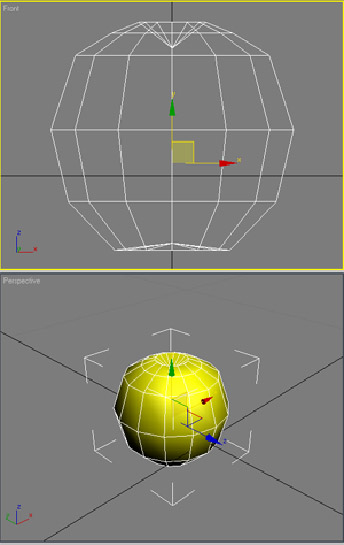 Front
y
x
z
x
Perspective
z
x